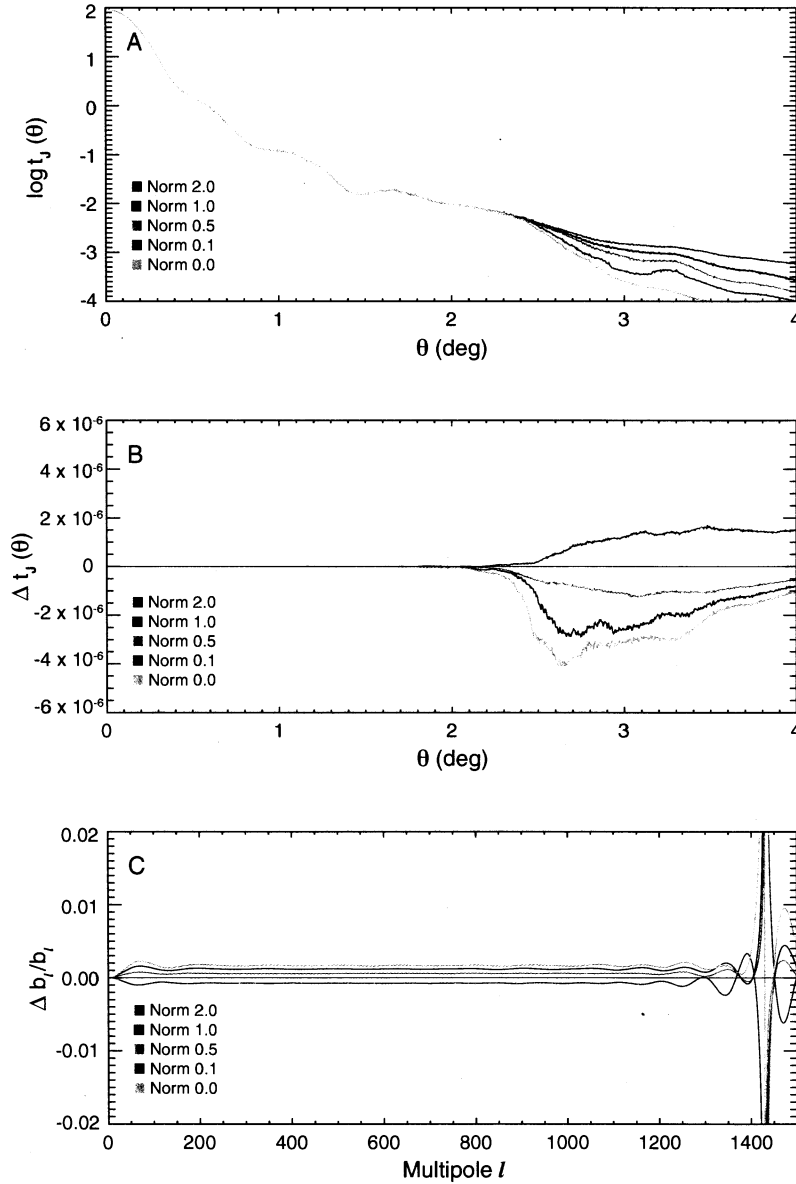 A
log t_J (θ)
2
1
0
-1
-2
-3
-4
Norm 2.0
Norm 1.0
Norm 0.5
Norm 0.1
Norm 0.0
0 1 2 3 4
θ (deg)
B
Δ t_J (θ)
6 x 10⁻⁶
4 x 10⁻⁶
2 x 10⁻⁶
0
-2 x 10⁻⁶
-4 x 10⁻⁶
-6 x 10⁻⁶
Norm 2.0
Norm 1.0
Norm 0.5
Norm 0.1
Norm 0.0
0 1 2 3 4
θ (deg)
C
Δ b_l/b_l
0.02
0.01
0.00
-0.01
-0.02
Norm 2.0
Norm 1.0
Norm 0.5
Norm 0.1
Norm 0.0
0 200 400 600 800 1000 1200 1400
Multipole l